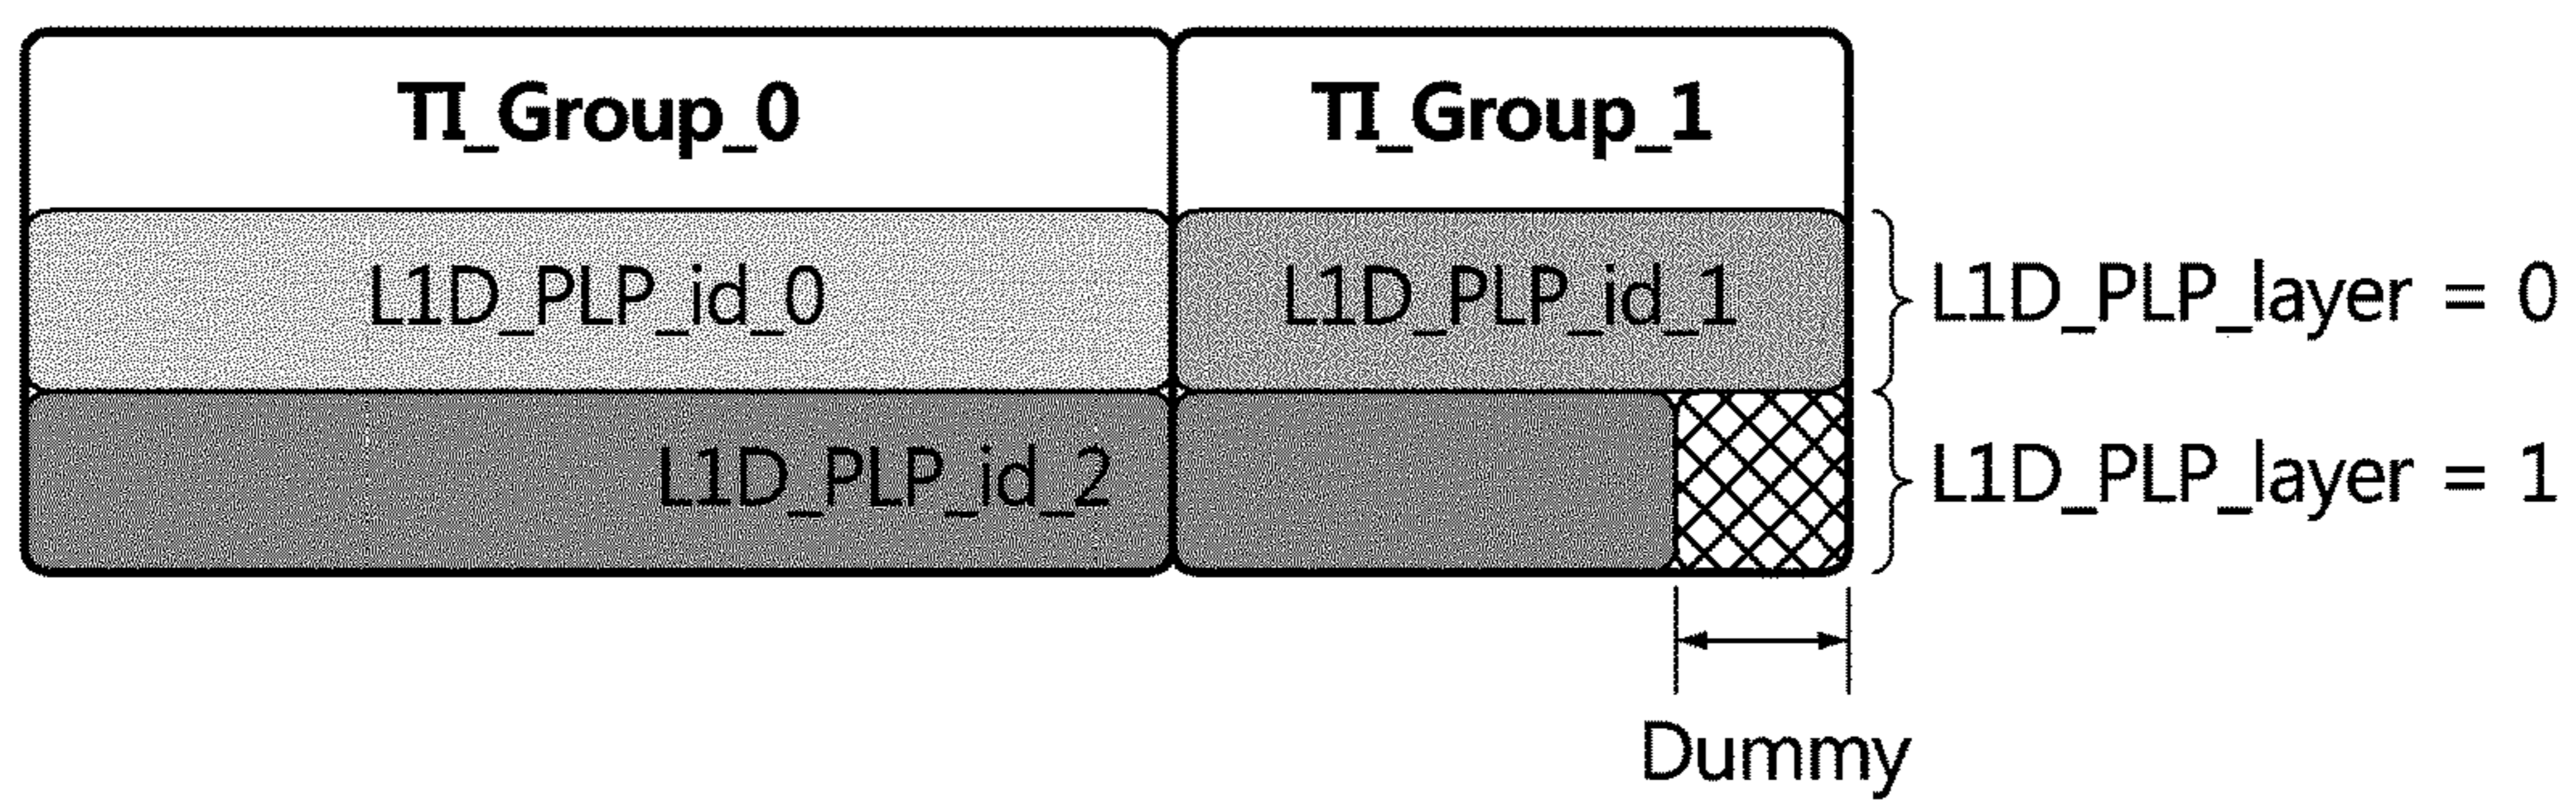 TI_Group_0 TI_Group_1
L1D_PLP_id_0 L1D_PLP_id_1 L1D_PLP_layer = 0
L1D_PLP_id_2 L1D_PLP_layer = 1
Dummy